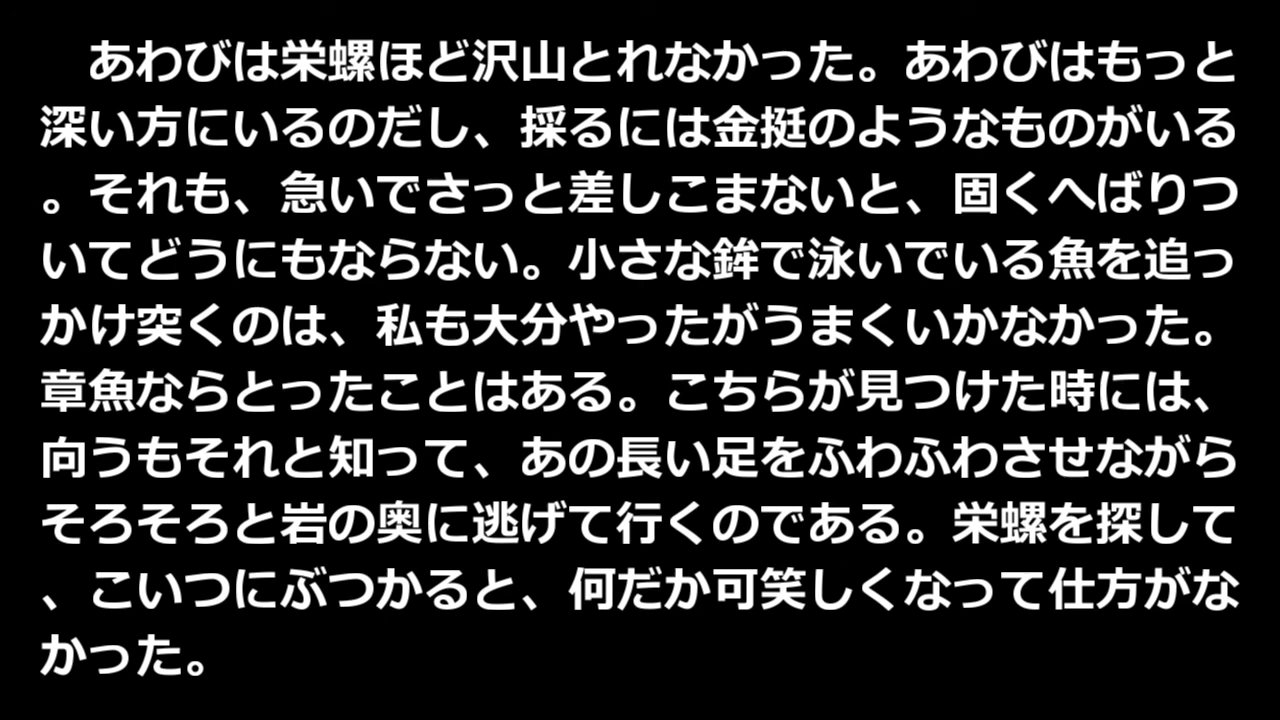 あわびは栄螺ほど沢山とれなかった。あわびはもっと
深い方にいるのだし、採るには金挺のようなものがいる
。それも、急いでさっと差しこまないと、固くへばりつ
いてどうにもならない。小さな鉾で泳いでいる魚を追っ
かけ突くのは、私も大分やったがうまくいかなかった。
章魚ならとったことはある。こちらが見つけた時には、
向うもそれと知って、あの長い足をふわふわさせながら
そろそろと岩の奥に逃げて行くのである。栄螺を探して
、こいつにぶつかると、何だか可笑しくなって仕方がな
かった。